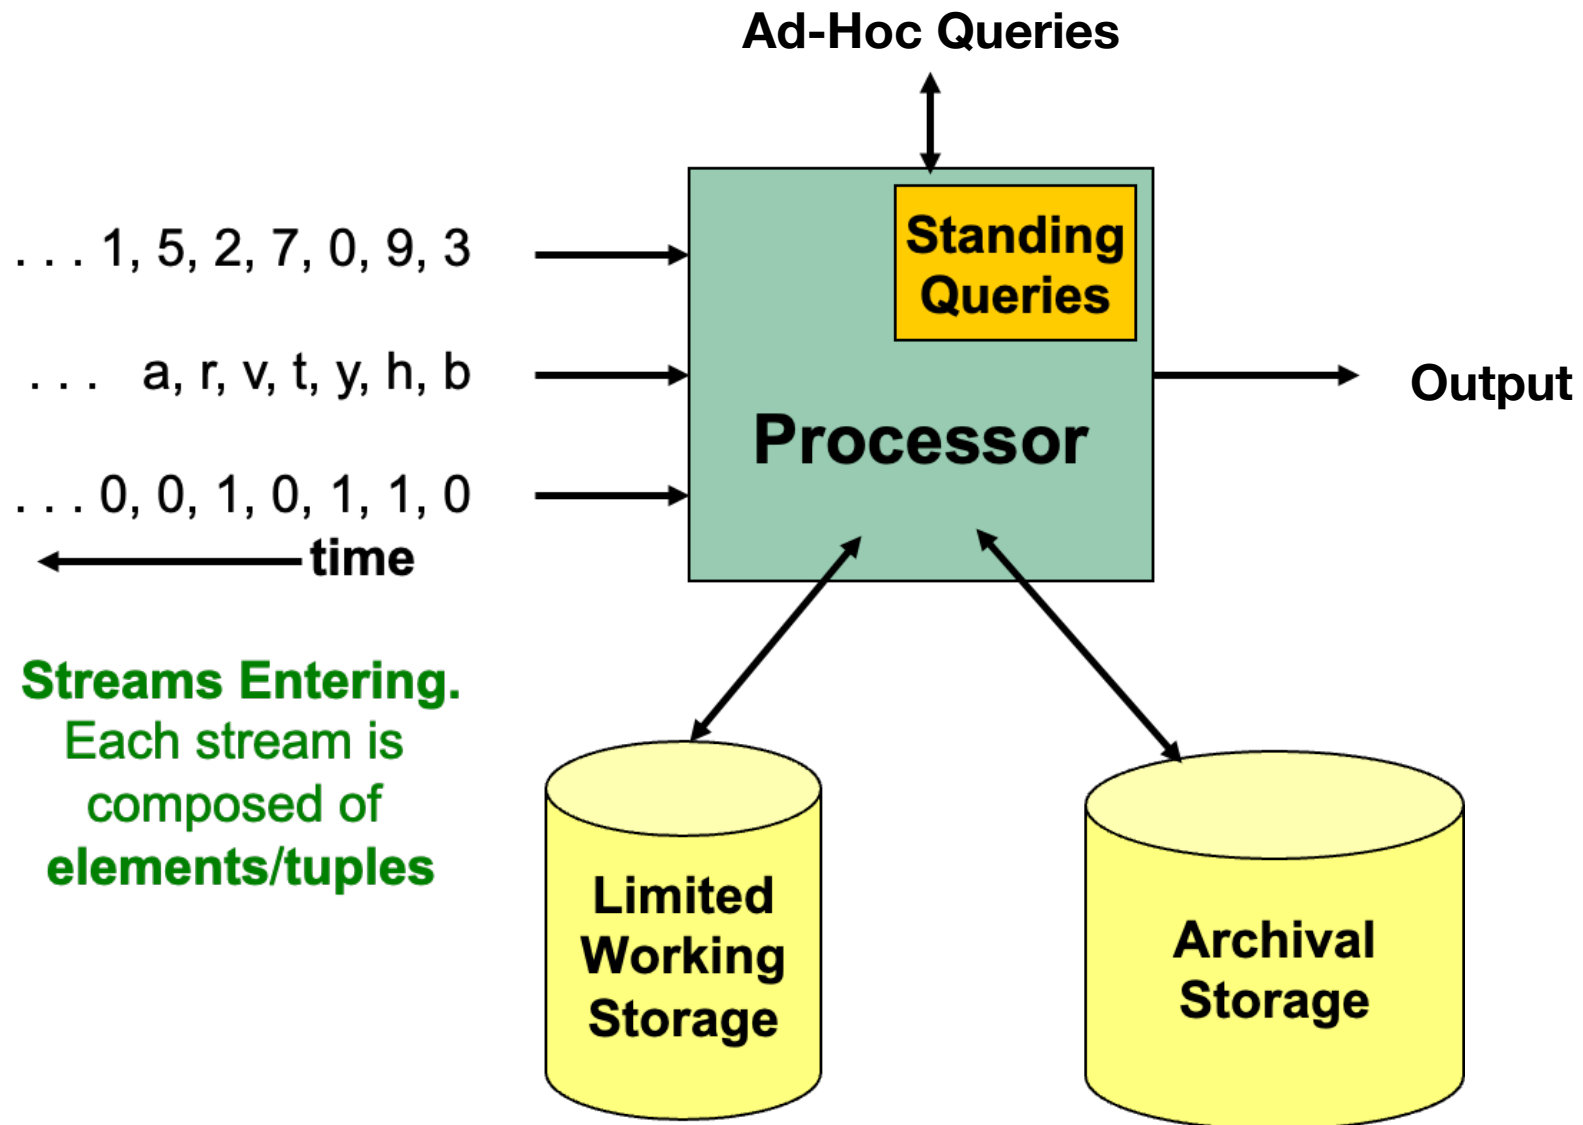 Ad-Hoc Queries
. . . 1, 5, 2, 7, 0, 9, 3
. . . a, r, v, t, y, h, b
. . . 0, 0, 1, 0, 1, 1, 0
time
Standing
Queries
Processor
Output
Streams Entering.
Each stream is
composed of
elements/tuples
Limited
Working
Storage
Archival
Storage